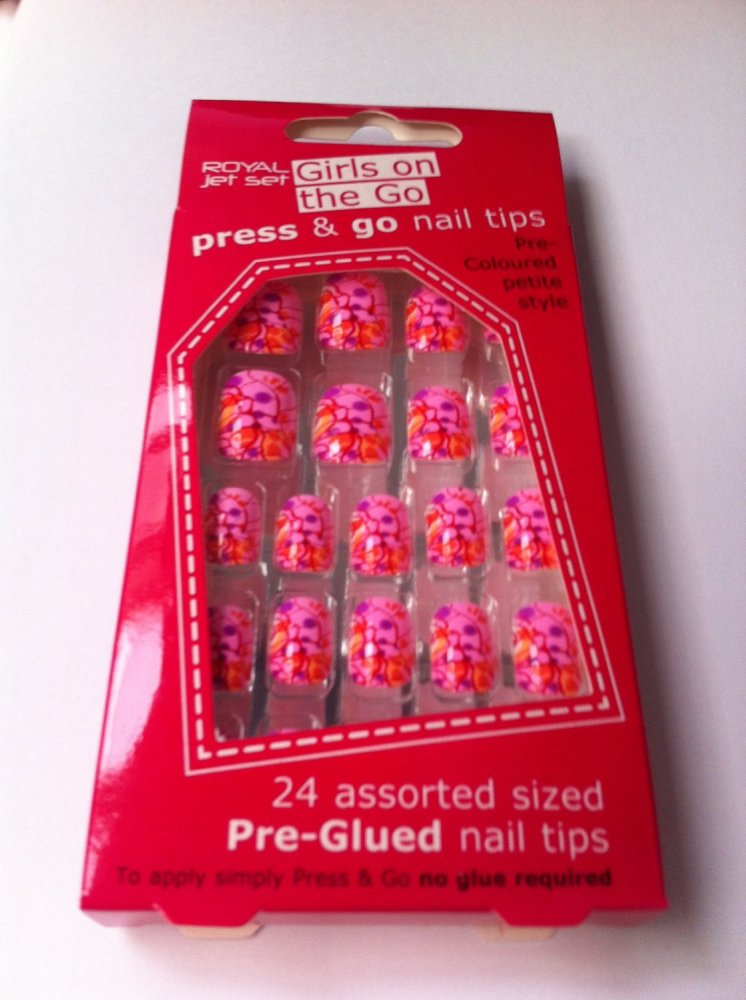 ROYAL
jet set
Girls on
the Go
press & go nail tips
Pre-
Coloured
petite
style
24 assorted sized
Pre-Glued nail tips
To apply simply Press & Go no glue required